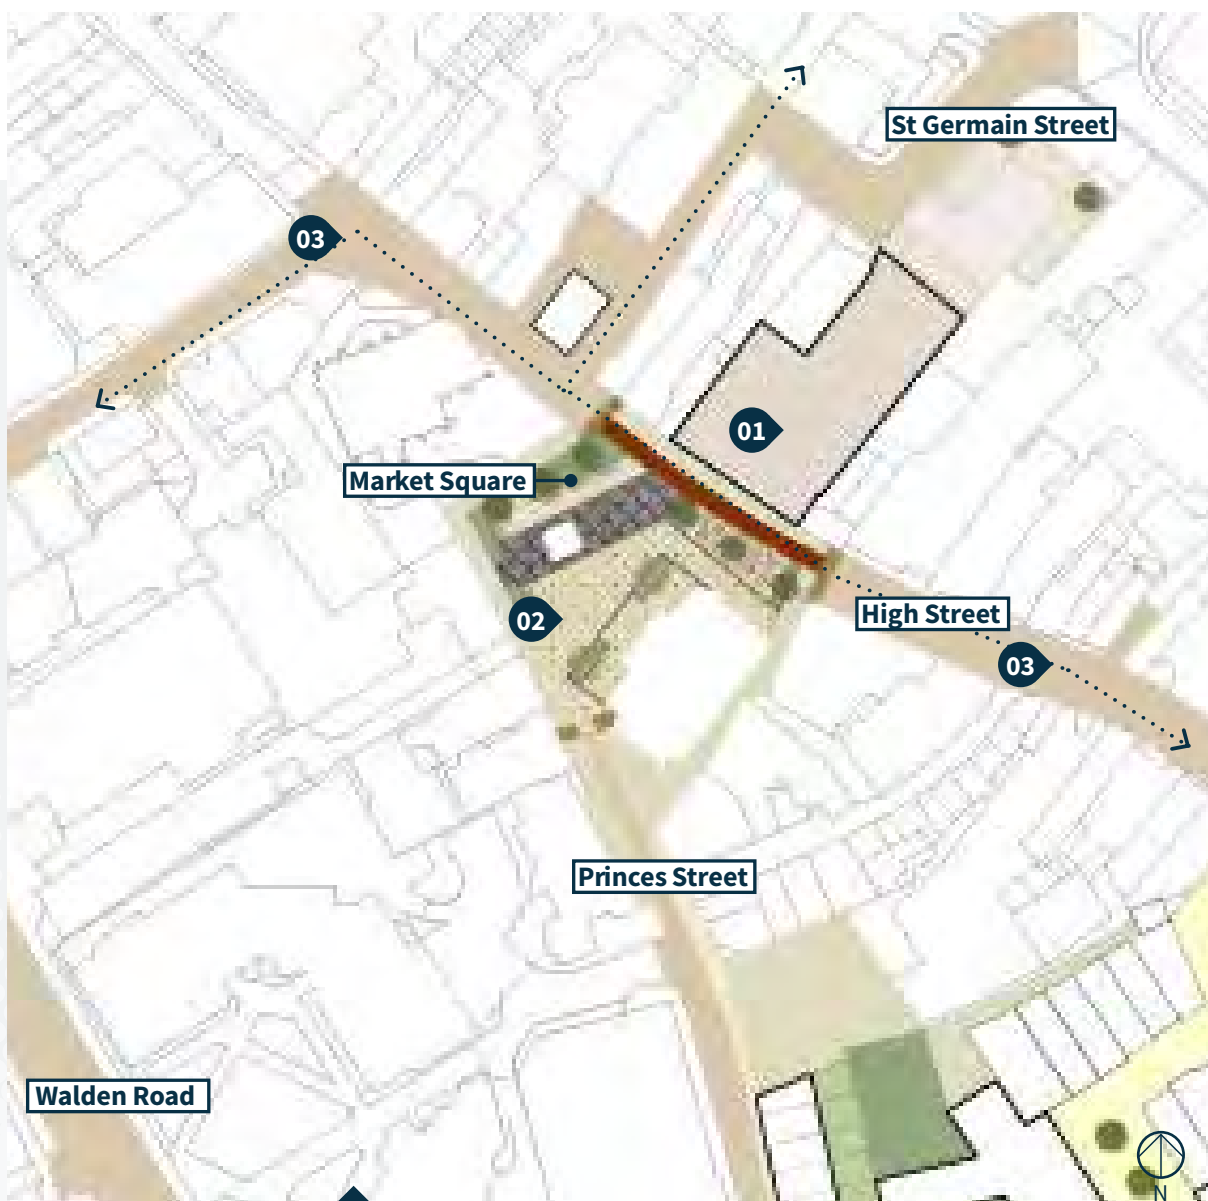 St Germain Street
03
01
Market Square
02
High Street
03
Princes Street
Walden Road
N